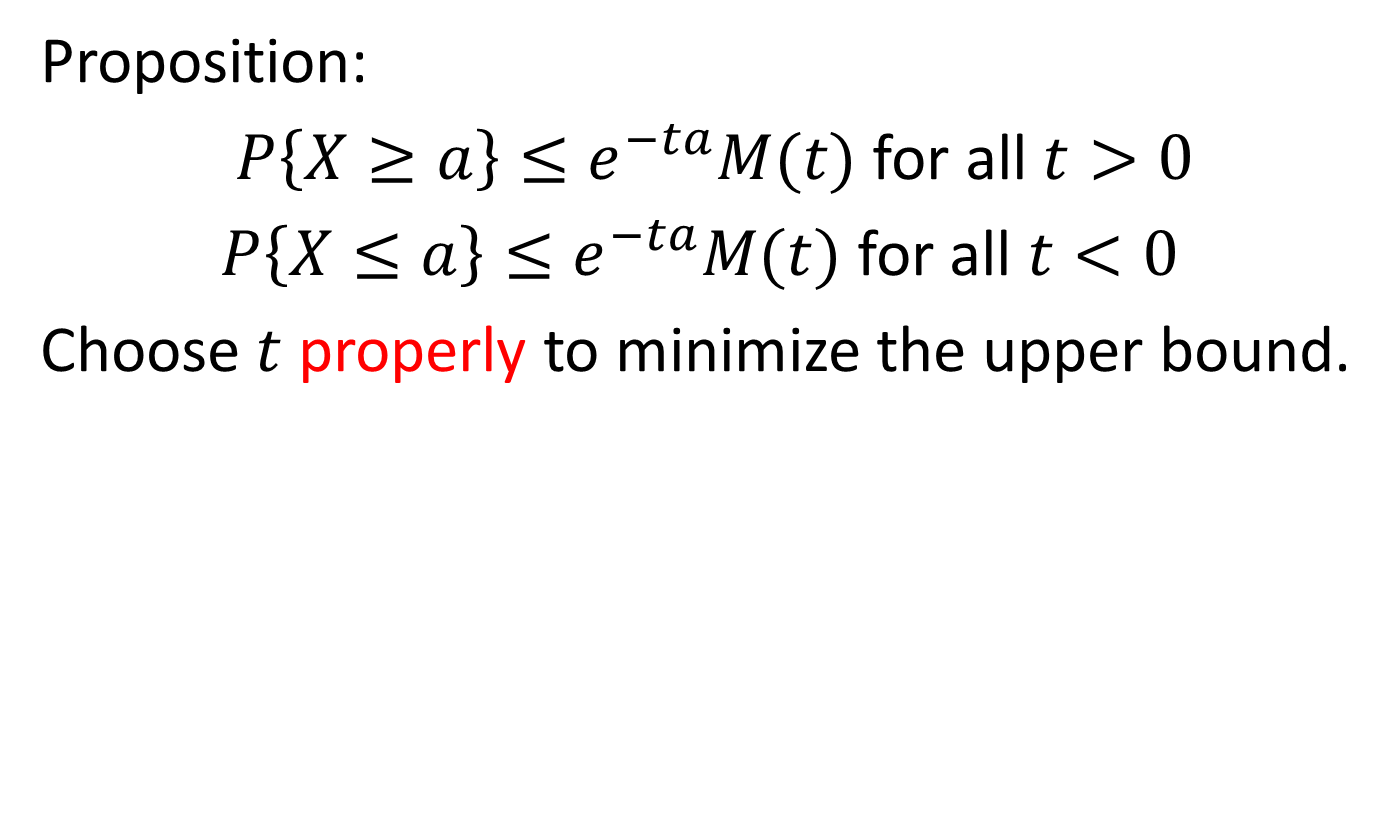 Proposition:
𝑃{𝑋 ≥ 𝑎} ≤ 𝑒^{−𝑡𝑎}𝑀(𝑡) for all 𝑡 > 0
𝑃{𝑋 ≤ 𝑎} ≤ 𝑒^{−𝑡𝑎}𝑀(𝑡) for all 𝑡 < 0
Choose 𝑡 properly to minimize the upper bound.